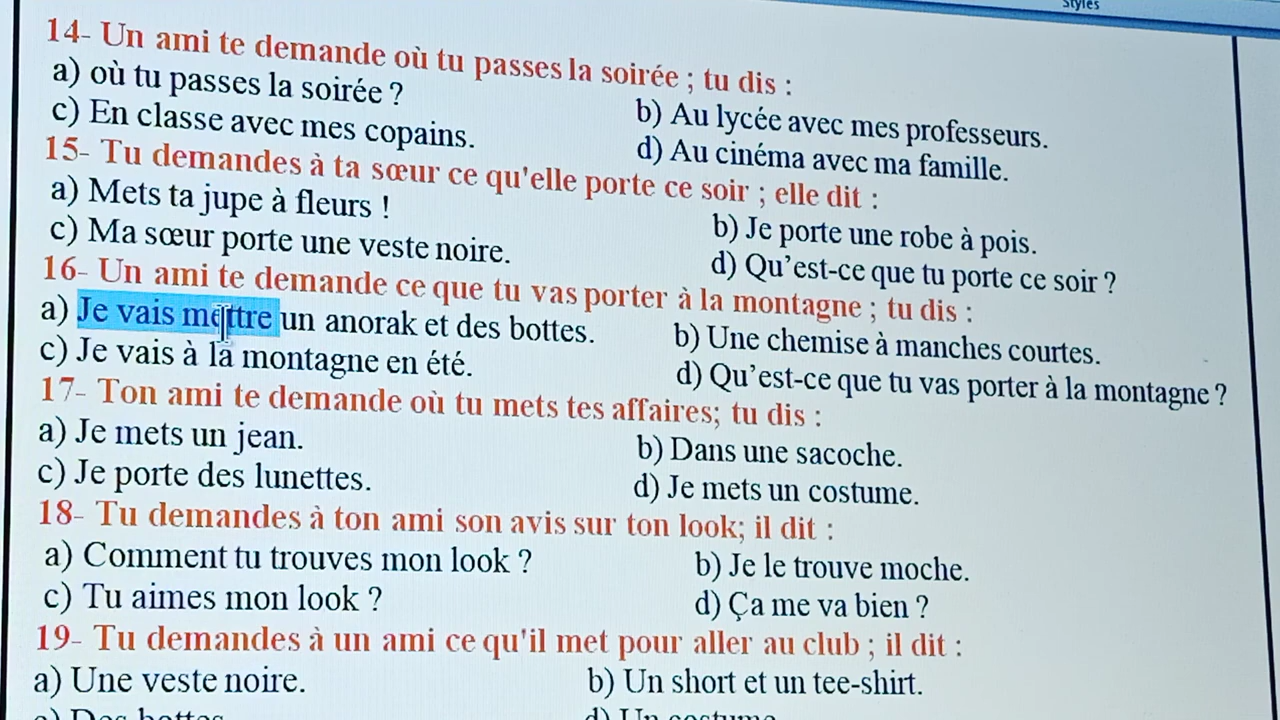 Styles
14- Un ami te demande où tu passes la soirée ; tu dis :
a) où tu passes la soirée ?
b) Au lycée avec mes professeurs.
c) En classe avec mes copains.
d) Au cinéma avec ma famille.
15- Tu demandes à ta sœur ce qu'elle porte ce soir ; elle dit :
a) Mets ta jupe à fleurs !
b) Je porte une robe à pois.
c) Ma sœur porte une veste noire.
d) Qu’est-ce que tu porte ce soir ?
16- Un ami te demande ce que tu vas porter à la montagne ; tu dis :
a) Je vais mettre un anorak et des bottes.
b) Une chemise à manches courtes.
c) Je vais à la montagne en été.
d) Qu’est-ce que tu vas porter à la montagne ?
17- Ton ami te demande où tu mets tes affaires; tu dis :
a) Je mets un jean.
b) Dans une sacoche.
c) Je porte des lunettes.
d) Je mets un costume.
18- Tu demandes à ton ami son avis sur ton look; il dit :
a) Comment tu trouves mon look ?
b) Je le trouve moche.
c) Tu aimes mon look ?
d) Ça me va bien ?
19- Tu demandes à un ami ce qu'il met pour aller au club ; il dit :
a) Une veste noire.
b) Un short et un tee-shirt.
c) Des bottes
d) Un costume